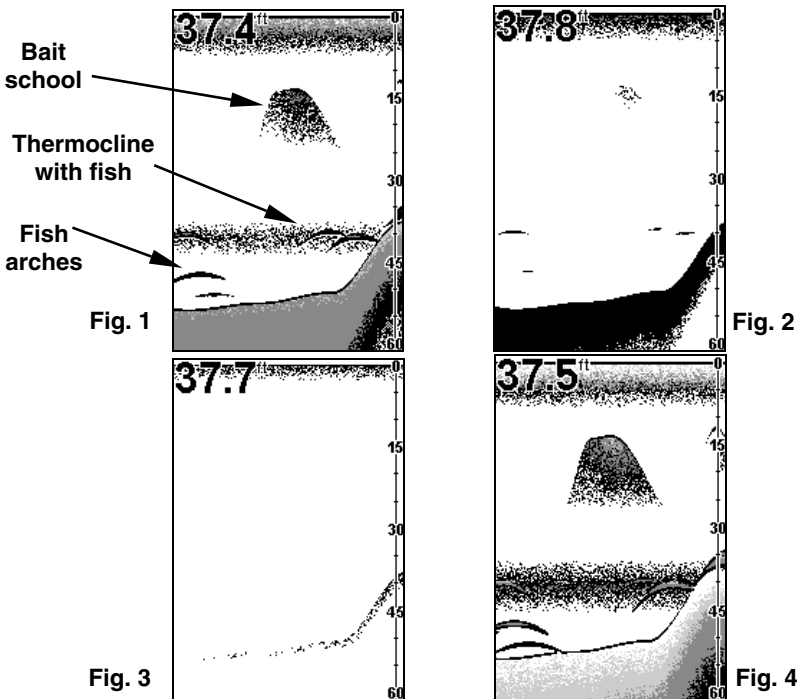 37.4 ft
0
15
30
45
60
Bait
school
Thermocline
with fish
Fish
arches
Fig. 1
37.8 ft
0
15
30
45
60
Fig. 2
37.7 ft
0
15
30
45
60
Fig. 3
37.5 ft
0
15
30
45
60
Fig. 4